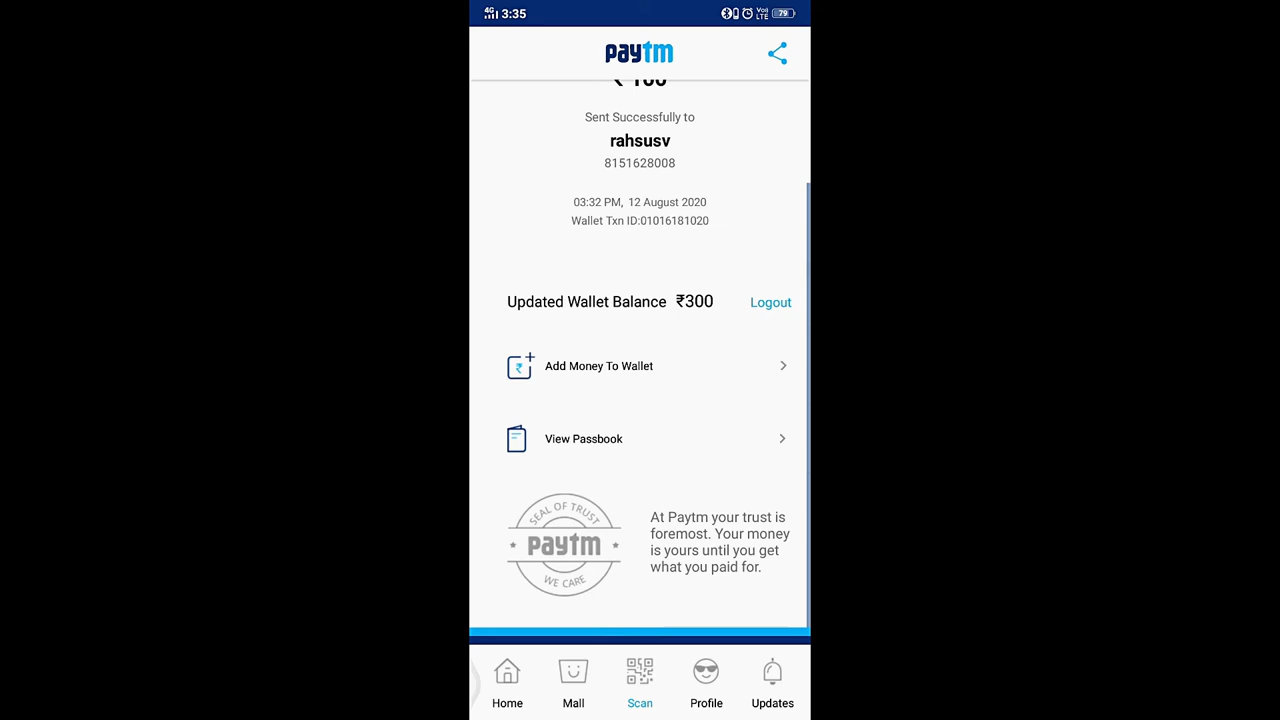 4G 3:35 Vo) LTE 79
paytm
Sent Successfully to
rahsusv
8151628008
03:32 PM, 12 August 2020
Wallet Txn ID:01016181020
Updated Wallet Balance ₹300 Logout
Add Money To Wallet
View Passbook
SEAL OF TRUST
paytm
WE CARE
At Paytm your trust is
foremost. Your money
is yours until you get
what you paid for.
Home Mall Scan Profile Updates